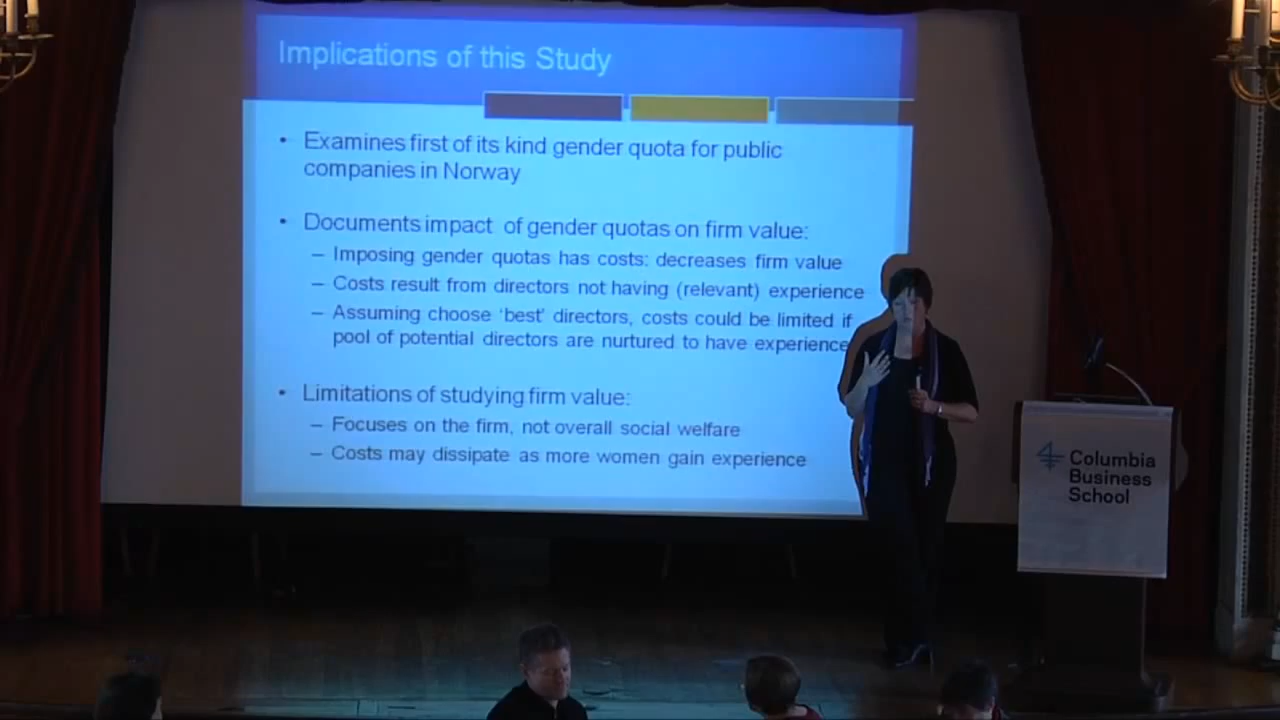 Implications of this Study
• Examines first of its kind gender quota for public
companies in Norway
• Documents impact of gender quotas on firm value:
– Imposing gender quotas has costs: decreases firm value
– Costs result from directors not having (relevant) experience
– Assuming choose ‘best’ directors, costs could be limited if
pool of potential directors are nurtured to have experience
• Limitations of studying firm value:
– Focuses on the firm, not overall social welfare
– Costs may dissipate as more women gain experience
Columbia
Business
School